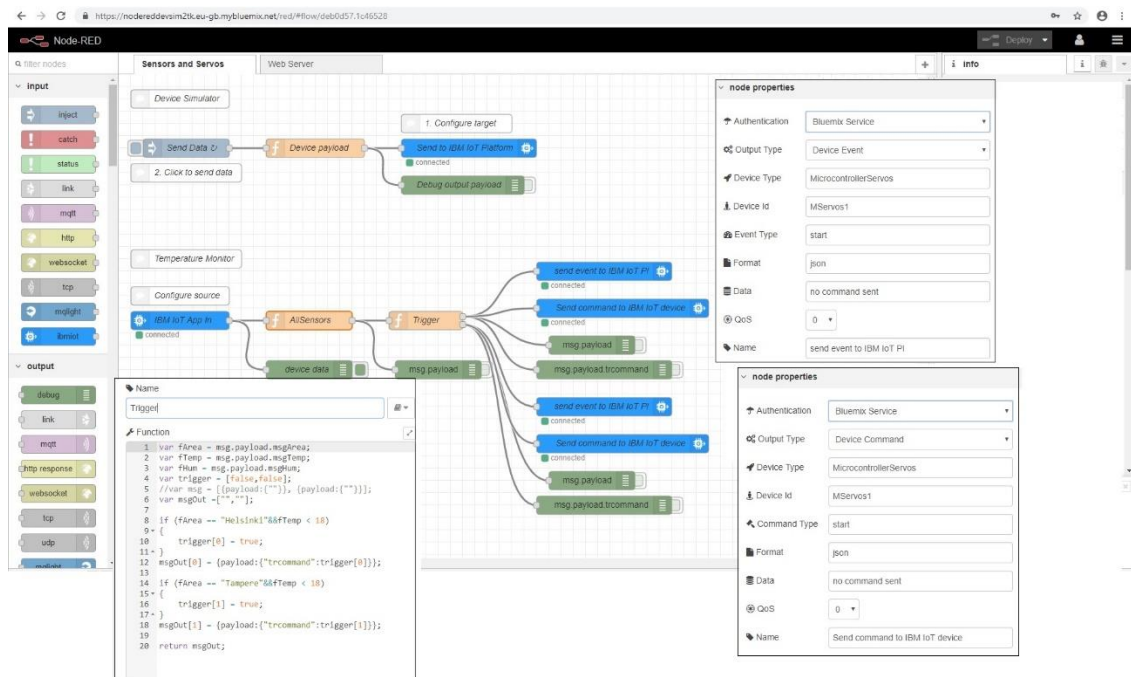 https://nodereddevsim2tk.eu-gb.mybluemix.net/red/#flow/deb0d57.1c46528
Node-RED
Deploy
filter nodes
Sensors and Servos
Web Server
info
input
inject
catch
status
link
mqtt
http
websocket
tcp
mqlight
ibmiot
output
debug
link
mqtt
http response
websocket
tcp
udp
mqlight
Device Simulator
1. Configure target
Send Data
Device payload
Send to IBM IoT Platform
connected
2. Click to send data
Debug output payload
Temperature Monitor
Configure source
IBM IoT App In
connected
AllSensors
Trigger
device data
msg.payload
send event to IBM IoT Pl
connected
Send command to IBM IoT device
connected
msg.payload
msg.payload.trcommand
send event to IBM IoT Pl
connected
Send command to IBM IoT device
connected
msg.payload
msg.payload.trcommand
Name
Trigger
Function
1 var fArea = msg.payload.msgArea;
2 var fTemp = msg.payload.msgTemp;
3 var fHum = msg.payload.msgHum;
4 var trigger = [false,false];
5 //var msg = [{payload:{""}}, {payload:{""}}];
6 var msgOut =["",""];
7
8 if (fArea == "Helsinki"&&fTemp < 18)
9 {
10 trigger[0] = true;
11 }
12 msgOut[0] = {payload:{"trcommand":trigger[0]}};
13
14 if (fArea == "Tampere"&&fTemp < 18)
15 {
16 trigger[1] = true;
17 }
18 msgOut[1] = {payload:{"trcommand":trigger[1]}};
19
20 return msgOut;
node properties
Authentication Bluemix Service
Output Type Device Event
Device Type MicrocontrollerServos
Device Id MServos1
Event Type start
Format json
Data no command sent
QoS 0
Name send event to IBM IoT Pl
node properties
Authentication Bluemix Service
Output Type Device Command
Device Type MicrocontrollerServos
Device Id MServos1
Command Type start
Format json
Data no command sent
QoS 0
Name Send command to IBM IoT device